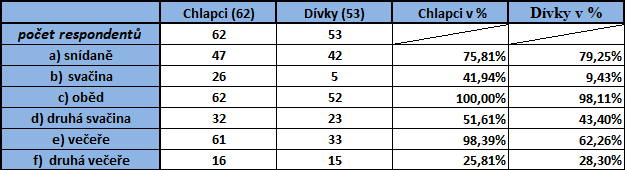 Chlapci (62) Dívky (53) Chlapci v % Dívky v %
počet respondentů 62 53
a) snídaně 47 42 75,81% 79,25%
b) svačina 26 5 41,94% 9,43%
c) oběd 62 52 100,00% 98,11%
d) druhá svačina 32 23 51,61% 43,40%
e) večeře 61 33 98,39% 62,26%
f) druhá večeře 16 15 25,81% 28,30%